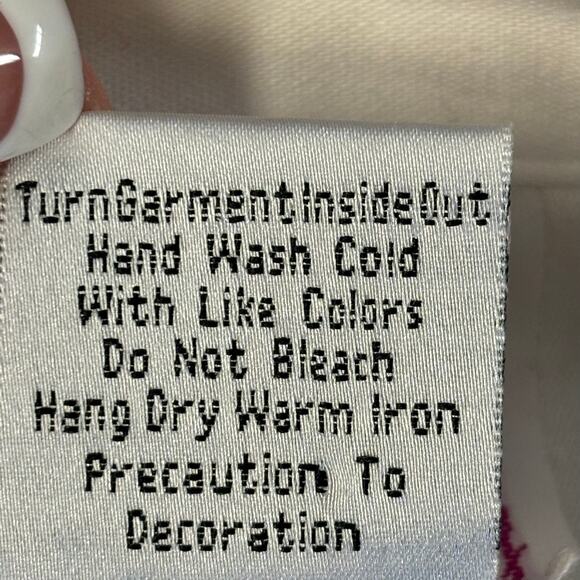 TurnGarmentInsideOut
Hand Wash Cold
With Like Colors
Do Not Bleach
Hang Dry Warm Iron
Precaution To
Decoration